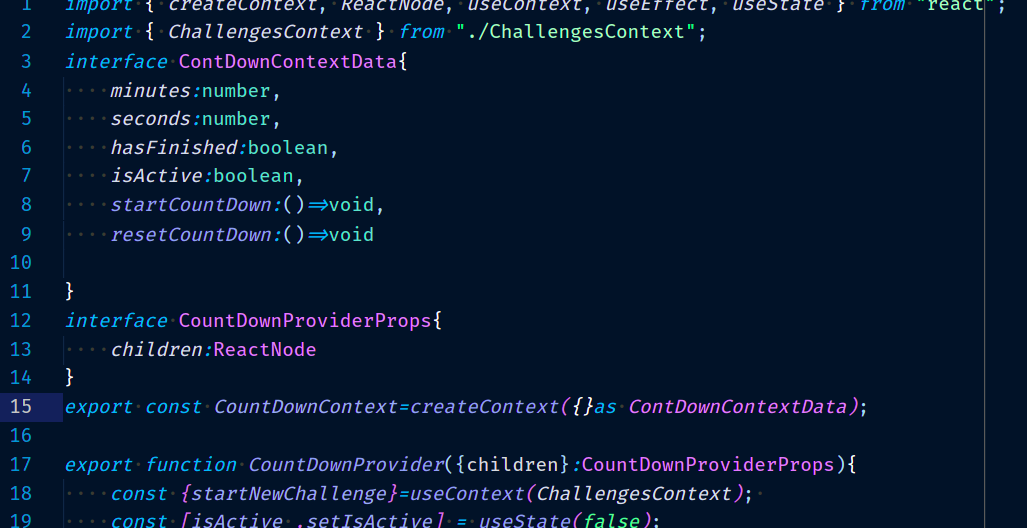 1 import { createContext, ReactNode, useContext, useEffect, useState } from "react";
2 import { ChallengesContext } from "./ChallengesContext";
3 interface ContDownContextData{
4 minutes:number,
5 seconds:number,
6 hasFinished:boolean,
7 isActive:boolean,
8 startCountDown:()=>void,
9 resetCountDown:()=>void
10
11 }
12 interface CountDownProviderProps{
13 children:ReactNode
14 }
15 export const CountDownContext=createContext({}as ContDownContextData);
16
17 export function CountDownProvider({children}:CountDownProviderProps){
18 const {startNewChallenge}=useContext(ChallengesContext);
19 const [isActive ,setIsActive] = useState(false);